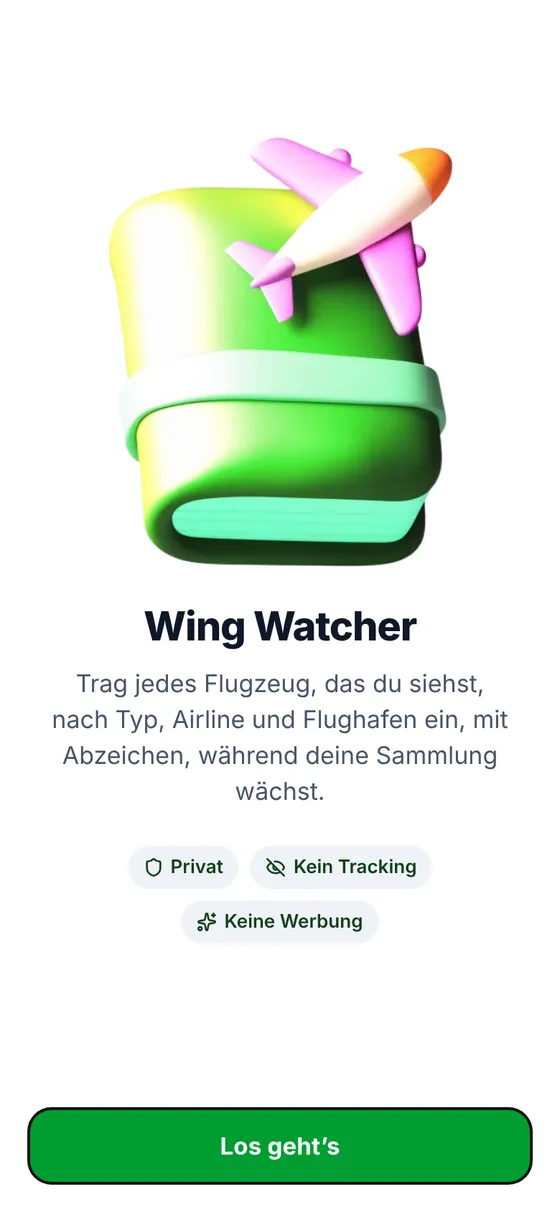 Wing Watcher
Trag jedes Flugzeug, das du siehst,
nach Typ, Airline und Flughafen ein, mit
Abzeichen, während deine Sammlung
wächst.
Privat
Kein Tracking
Keine Werbung
Los geht’s